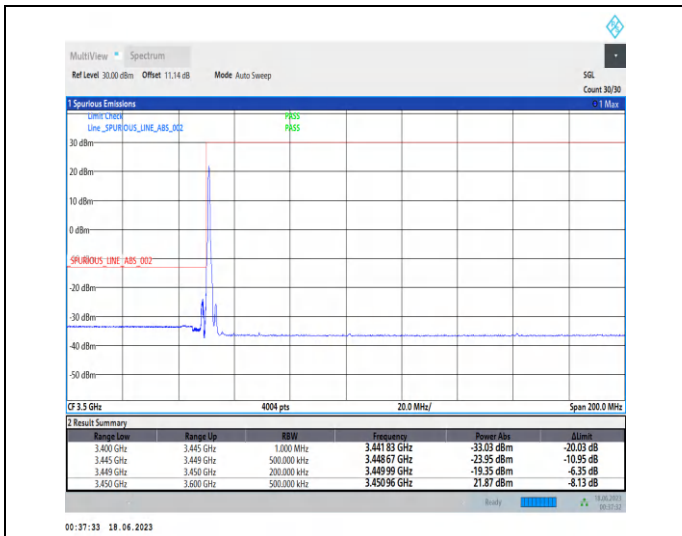 MultiView Spectrum
Ref Level 30.00 dBm Offset 11.14 dB Mode Auto Sweep SGL
Count 30/30
1 Spurious Emissions 1 Max
Limit Check PASS
Line _SPURIOUS_LINE_ABS_002 PASS
30 dBm
20 dBm
10 dBm
0 dBm
_SPURIOUS_LINE_ABS_002
-20 dBm
-30 dBm
-40 dBm
-50 dBm
CF 3.5 GHz 4004 pts 20.0 MHz/ Span 200.0 MHz
2 Result Summary
Range Low Range Up RBW Frequency Power Abs ΔLimit
3.400 GHz 3.445 GHz 1.000 MHz 3.441 83 GHz -33.03 dBm -20.03 dB
3.445 GHz 3.449 GHz 500.000 kHz 3.448 67 GHz -23.95 dBm -10.95 dB
3.449 GHz 3.450 GHz 200.000 kHz 3.449 99 GHz -19.35 dBm -6.35 dB
3.450 GHz 3.600 GHz 500.000 kHz 3.450 96 GHz 21.87 dBm -8.13 dB
Ready 18.06.2023
00:37:32
00:37:33 18.06.2023